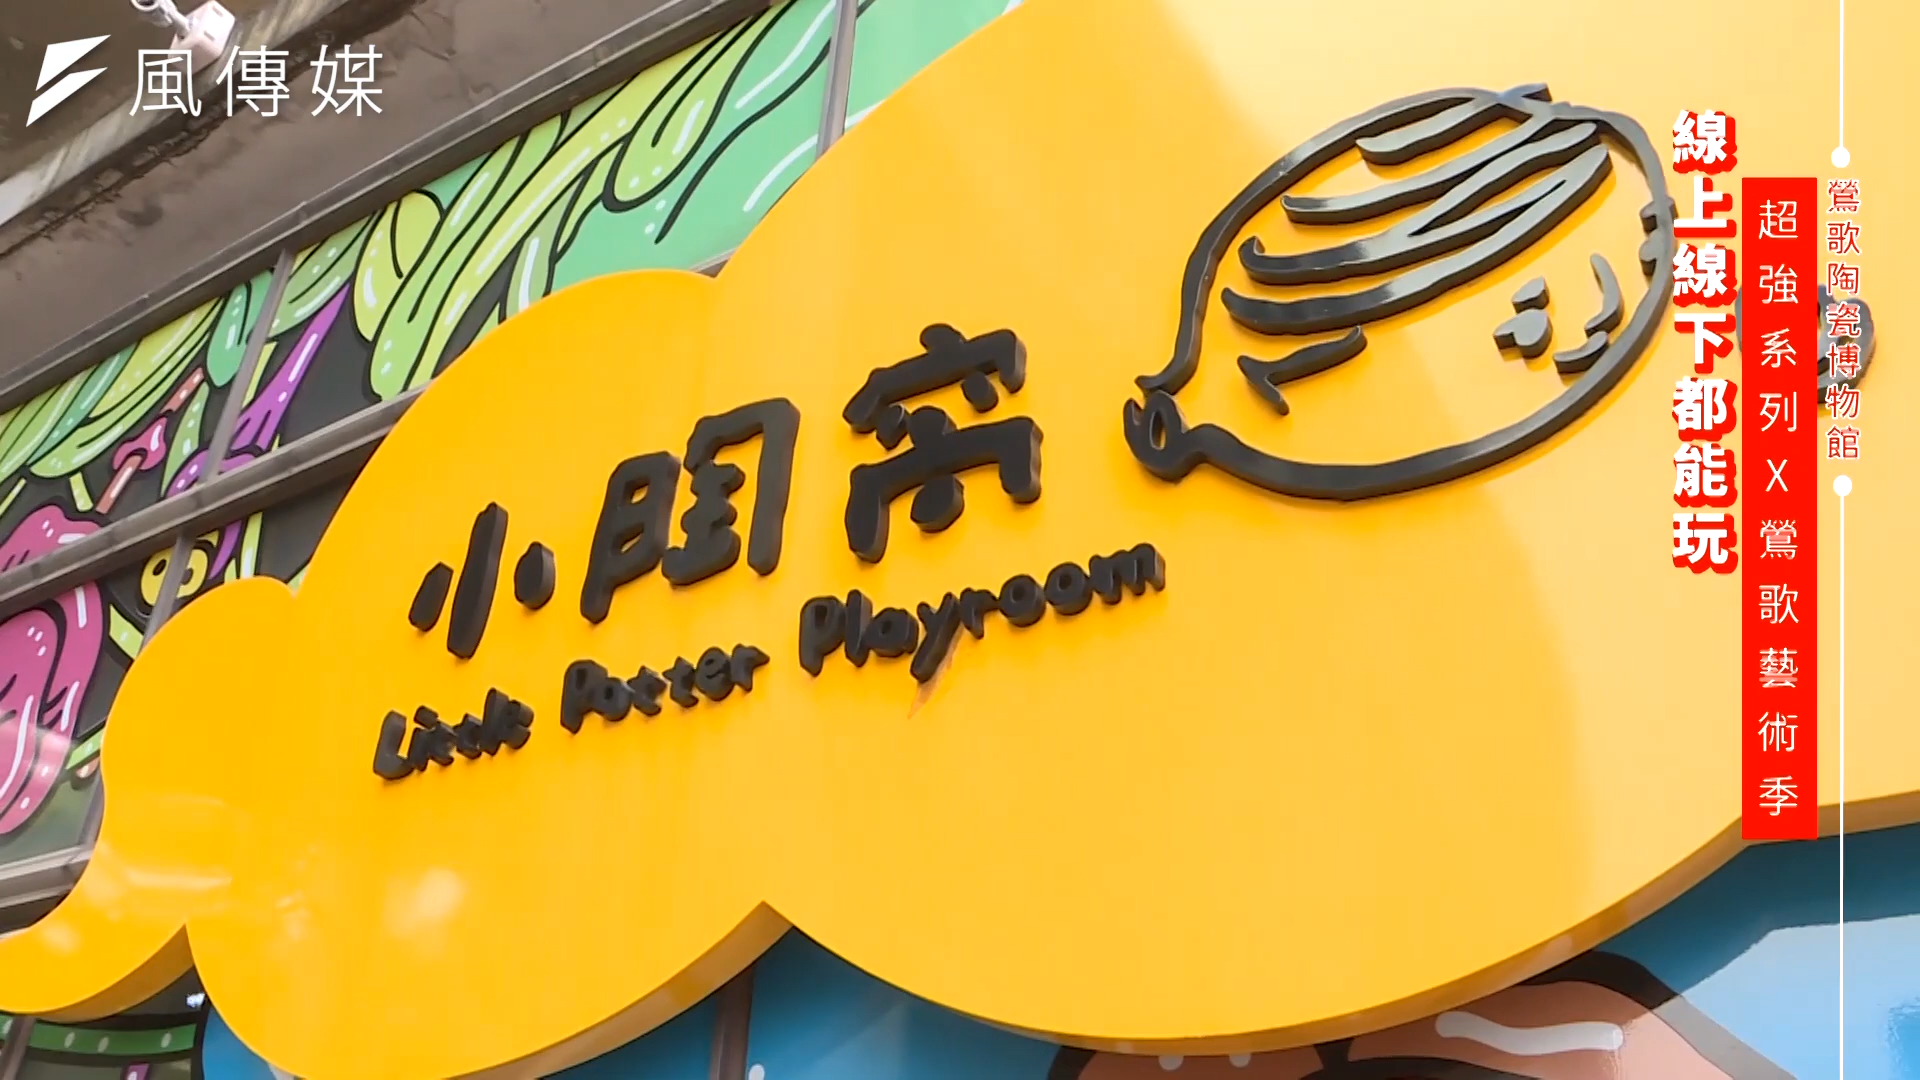 風傳媒
小陶窯
Little Potter Playroom
線上線下都能玩
超強系列X鶯歌藝術季
鶯歌陶瓷博物館